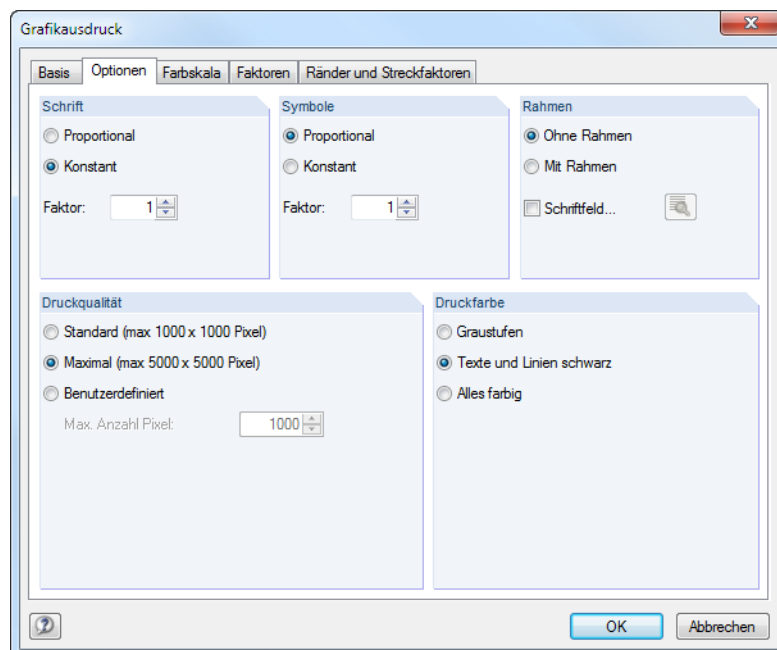 Grafikausdruck
Basis Optionen Farbskala Faktoren Ränder und Streckfaktoren
Schrift
Proportional
Konstant
Faktor: 1
Symbole
Proportional
Konstant
Faktor: 1
Rahmen
Ohne Rahmen
Mit Rahmen
Schriftfeld...
Druckqualität
Standard (max 1000 x 1000 Pixel)
Maximal (max 5000 x 5000 Pixel)
Benutzerdefiniert
Max. Anzahl Pixel: 1000
Druckfarbe
Graustufen
Texte und Linien schwarz
Alles farbig
OK Abbrechen